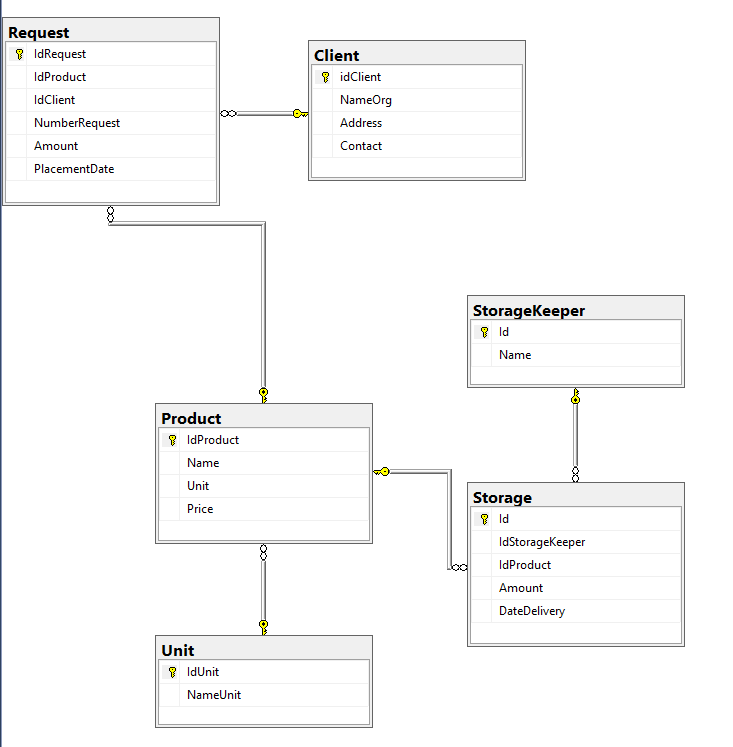 Request
IdRequest
IdProduct
IdClient
NumberRequest
Amount
PlacementDate
Client
idClient
NameOrg
Address
Contact
StorageKeeper
Id
Name
Product
IdProduct
Name
Unit
Price
Storage
Id
IdStorageKeeper
IdProduct
Amount
DateDelivery
Unit
IdUnit
NameUnit